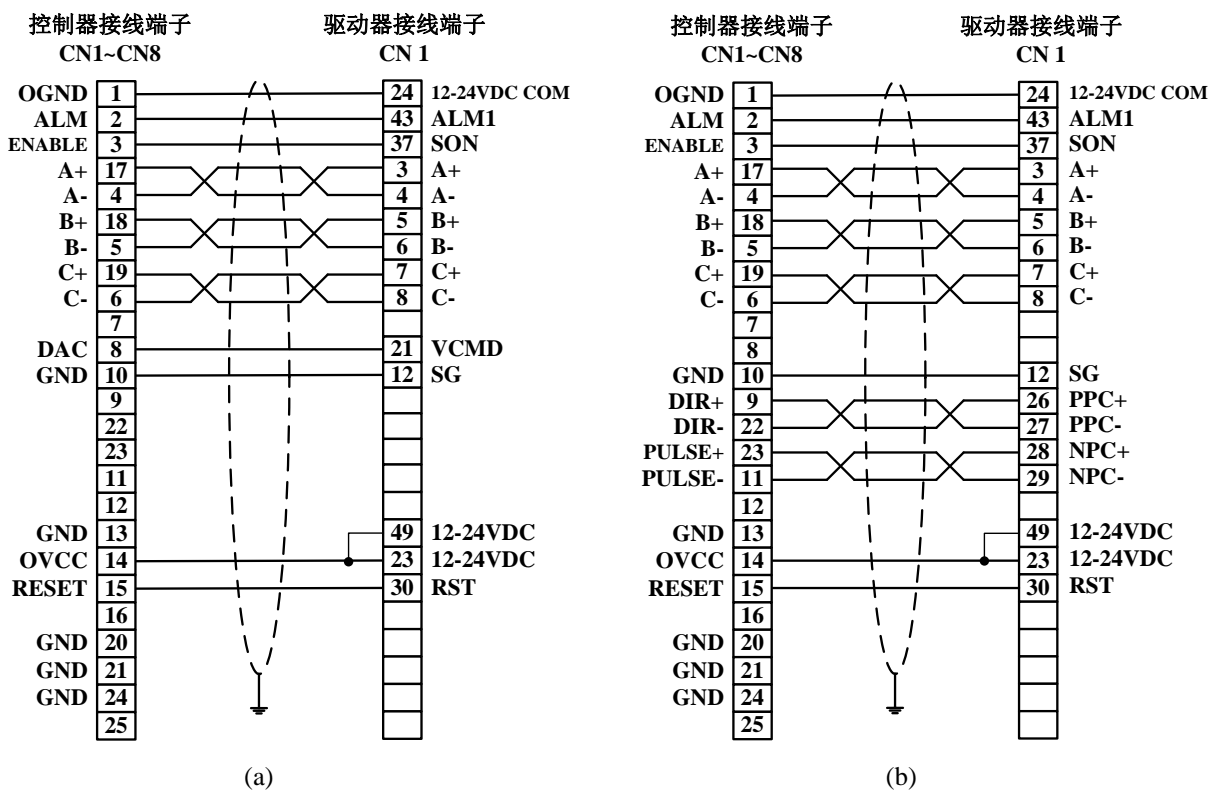 控制器接线端子 驱动器接线端子
CN1~CN8 CN 1
OGND 1 24 12-24VDC COM
ALM 2 43 ALM1
ENABLE 3 37 SON
A+ 17 3 A+
A- 4 4 A-
B+ 18 5 B+
B- 5 6 B-
C+ 19 7 C+
C- 6 8 C-
7
DAC 8 21 VCMD
GND 10 12 SG
9
22
23
11
12
GND 13 49 12-24VDC
OVCC 14 23 12-24VDC
RESET 15 30 RST
16
GND 20
GND 21
GND 24
25
(a)
控制器接线端子 驱动器接线端子
CN1~CN8 CN 1
OGND 1 24 12-24VDC COM
ALM 2 43 ALM1
ENABLE 3 37 SON
A+ 17 3 A+
A- 4 4 A-
B+ 18 5 B+
B- 5 6 B-
C+ 19 7 C+
C- 6 8 C-
7
8
GND 10 12 SG
DIR+ 9 26 PPC+
DIR- 22 27 PPC-
PULSE+ 23 28 NPC+
PULSE- 11 29 NPC-
12
GND 13 49 12-24VDC
OVCC 14 23 12-24VDC
RESET 15 30 RST
16
GND 20
GND 21
GND 24
25
(b)